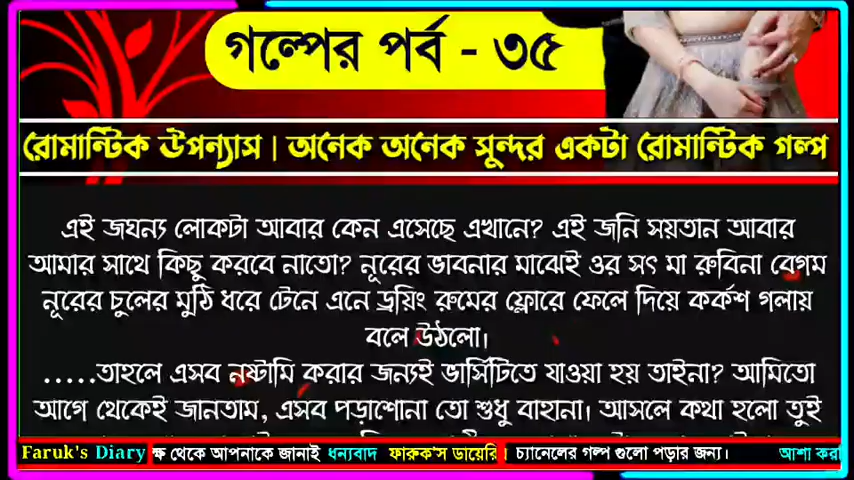 গল্পের পর্ব - ৩৫
রোমান্টিক উপন্যাস | অনেক অনেক সুন্দর একটা রোমান্টিক গল্প
এই জঘন্য লোকটা আবার কেন এসেছে এখানে? এই জনি সয়তান আবার
আমার সাথে কিছু করবে নাতো? নূরের ভাবনার মাঝেই ওর সৎ মা রুবিনা বেগম
নূরের চুলের মুঠি ধরে টেনে এনে ড্রয়িং রুমের ফ্লোরে ফেলে দিয়ে কর্কশ গলায়
বলে উঠলো।
.....তাহলে এসব নষ্টামি করার জন্যই ভার্সিটিতে যাওয়া হয় তাইনা? আমিতো
আগে থেকেই জানতাম, এসব পড়াশোনা তো শুধু বাহানা। আসলে কথা হলো তুই
Faruk's Diary ক্ষ থেকে আপনাকে জানাই ধন্যবাদ ফারুক'স ডায়েরি চ্যানেলের গল্প গুলো পড়ার জন্য। আশা